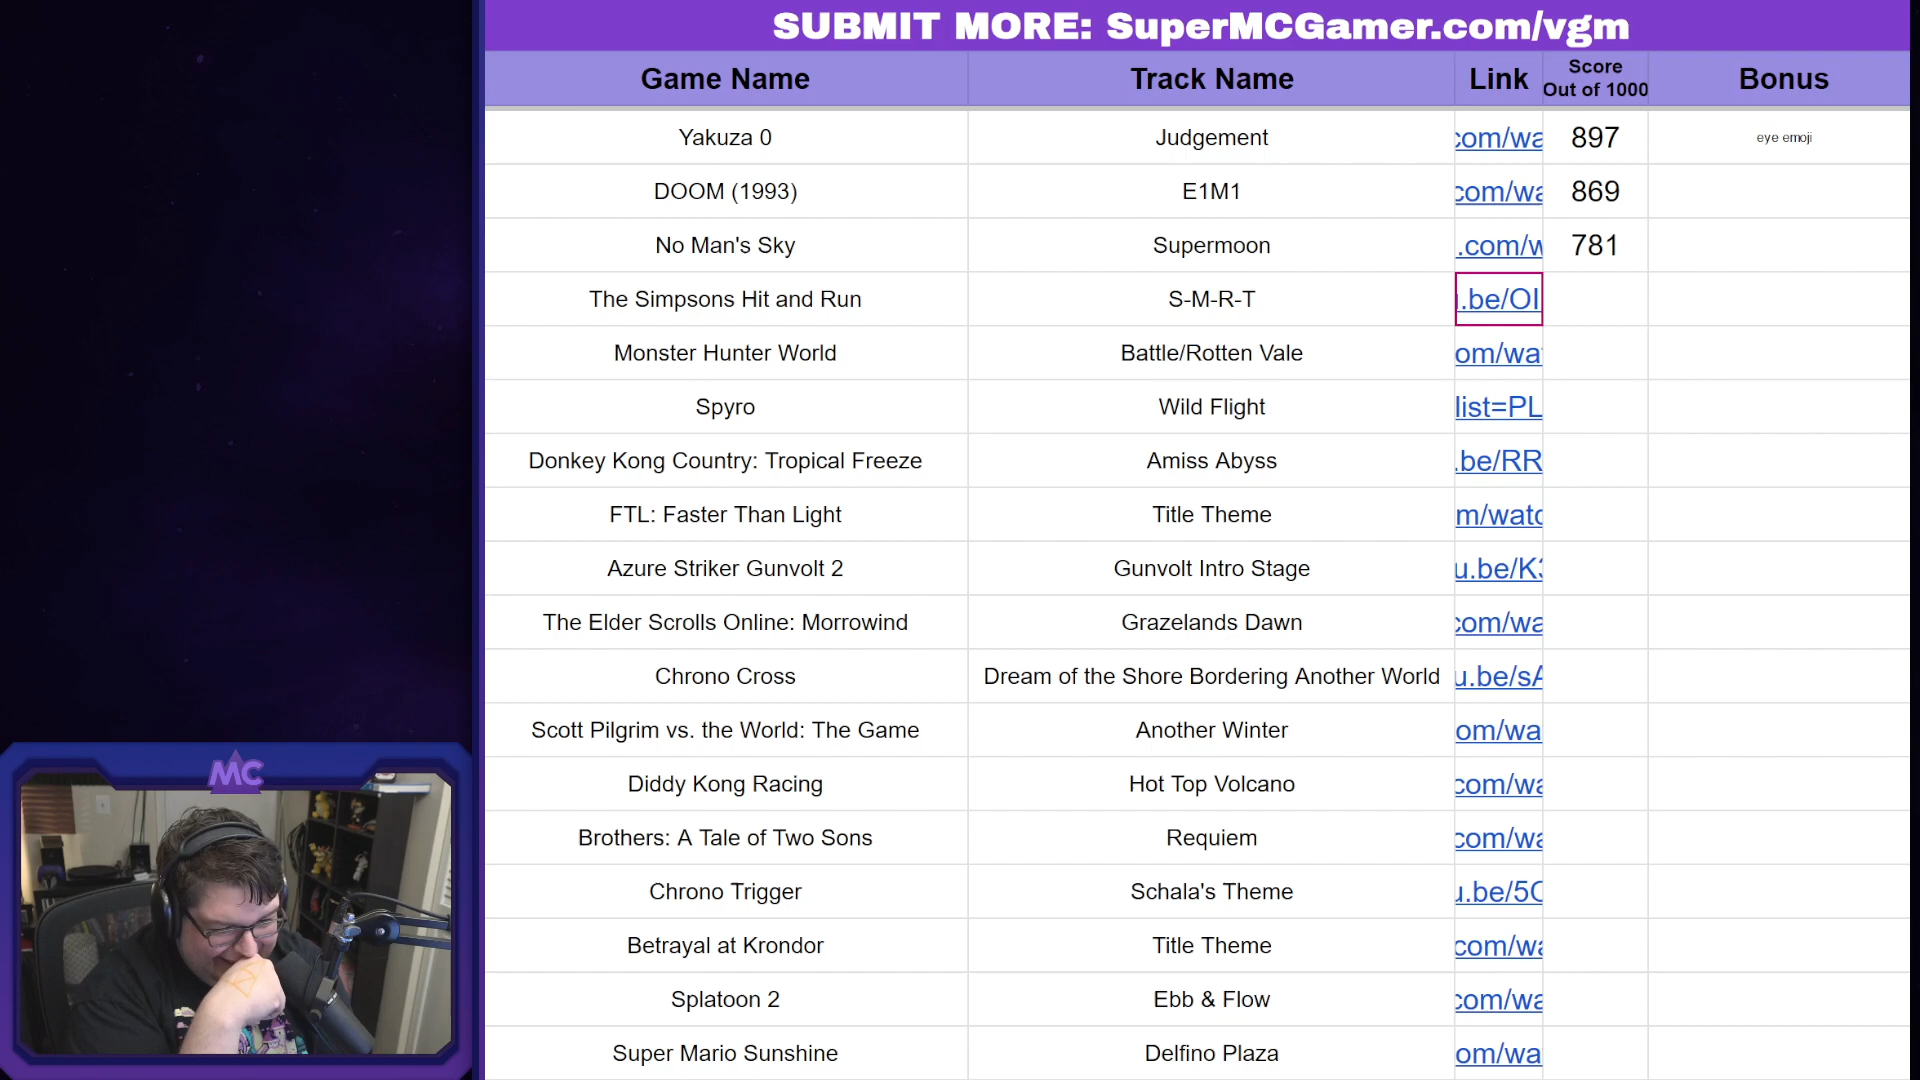 SUBMIT MORE: SuperMCGamer.com/vgm
Game Name Track Name Link Score Out of 1000 Bonus
Yakuza 0 Judgement com/wa 897 eye emoji
DOOM (1993) E1M1 com/wa 869
No Man's Sky Supermoon .com/w 781
The Simpsons Hit and Run S-M-R-T .be/OI
Monster Hunter World Battle/Rotten Vale om/wa
Spyro Wild Flight list=PL
Donkey Kong Country: Tropical Freeze Amiss Abyss .be/RR
FTL: Faster Than Light Title Theme m/watc
Azure Striker Gunvolt 2 Gunvolt Intro Stage u.be/K3
The Elder Scrolls Online: Morrowind Grazelands Dawn com/wa
Chrono Cross Dream of the Shore Bordering Another World u.be/sA
Scott Pilgrim vs. the World: The Game Another Winter om/wa
Diddy Kong Racing Hot Top Volcano com/wa
Brothers: A Tale of Two Sons Requiem com/wa
Chrono Trigger Schala's Theme u.be/5C
Betrayal at Krondor Title Theme com/wa
Splatoon 2 Ebb & Flow com/wa
Super Mario Sunshine Delfino Plaza om/wa
MC